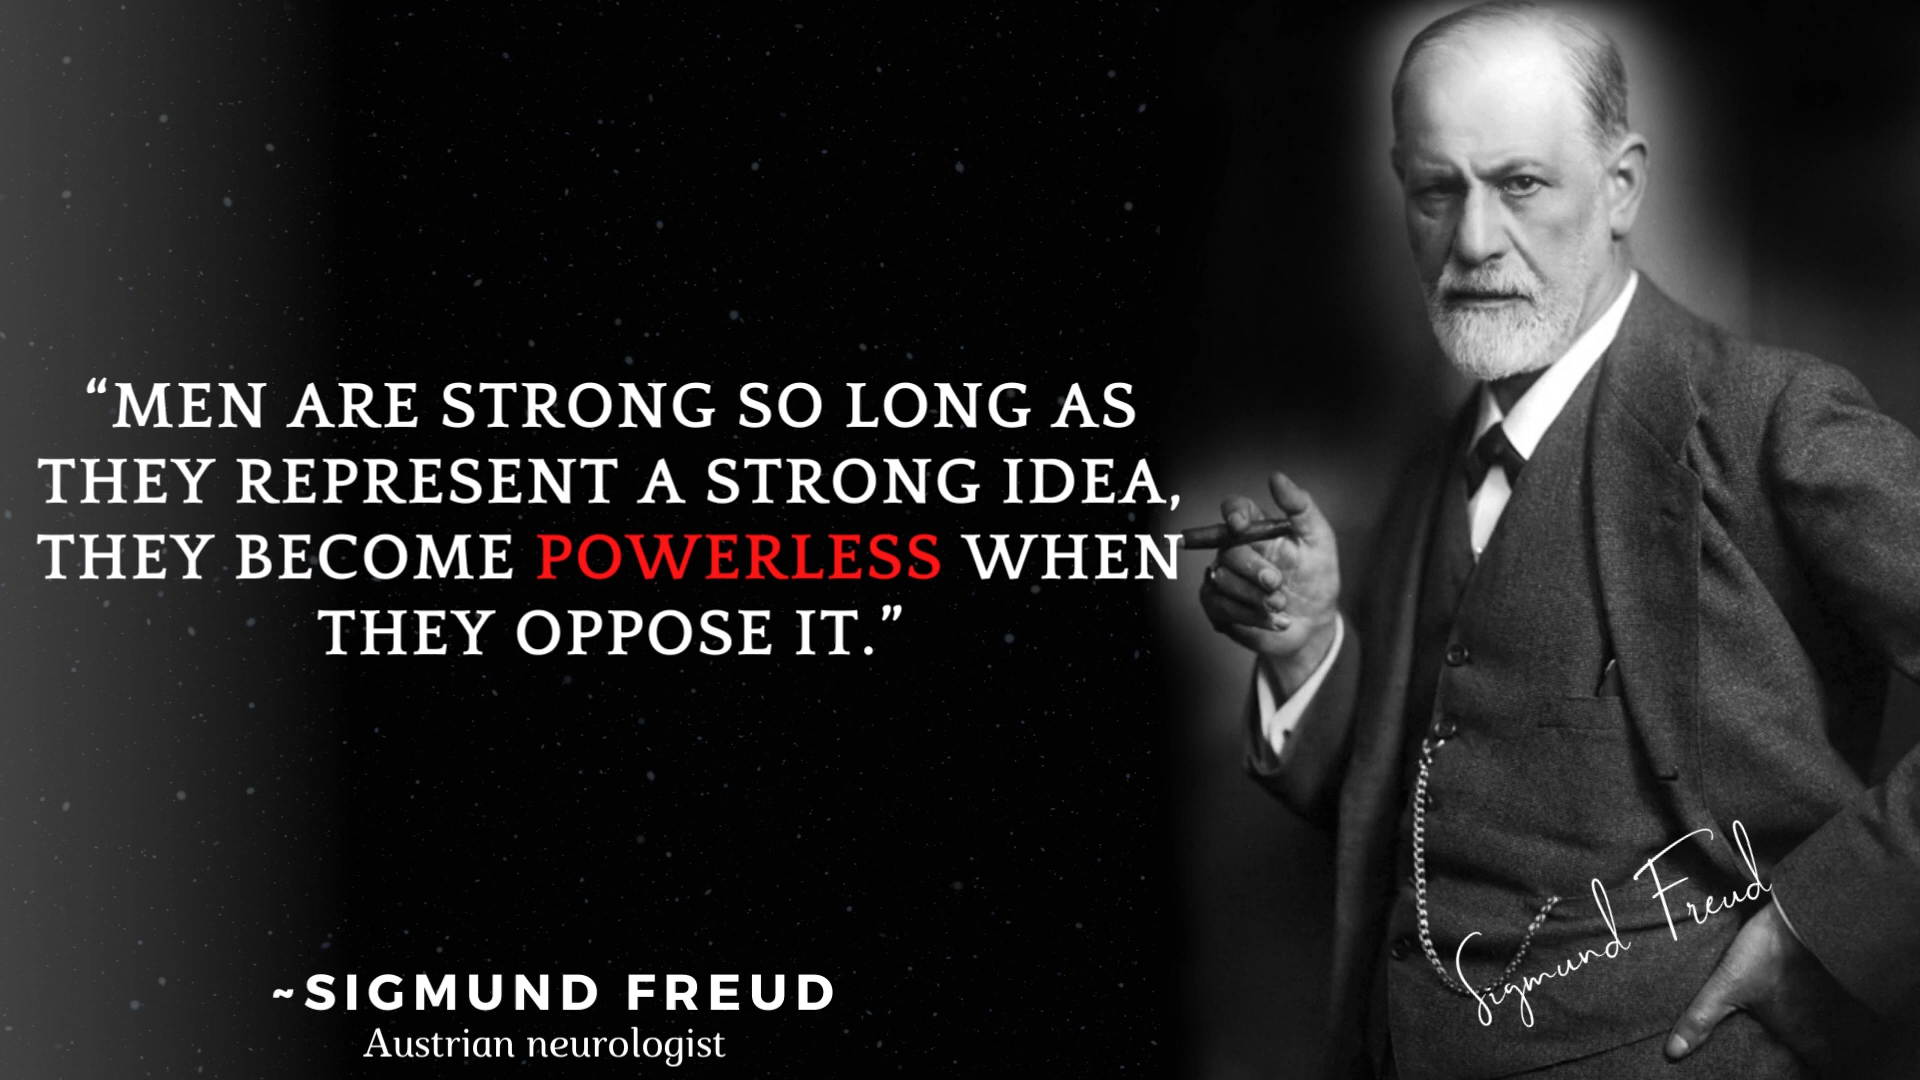 “MEN ARE STRONG SO LONG AS
THEY REPRESENT A STRONG IDEA,
THEY BECOME POWERLESS WHEN
THEY OPPOSE IT.”
~SIGMUND FREUD
Austrian neurologist
Sigmund Freud